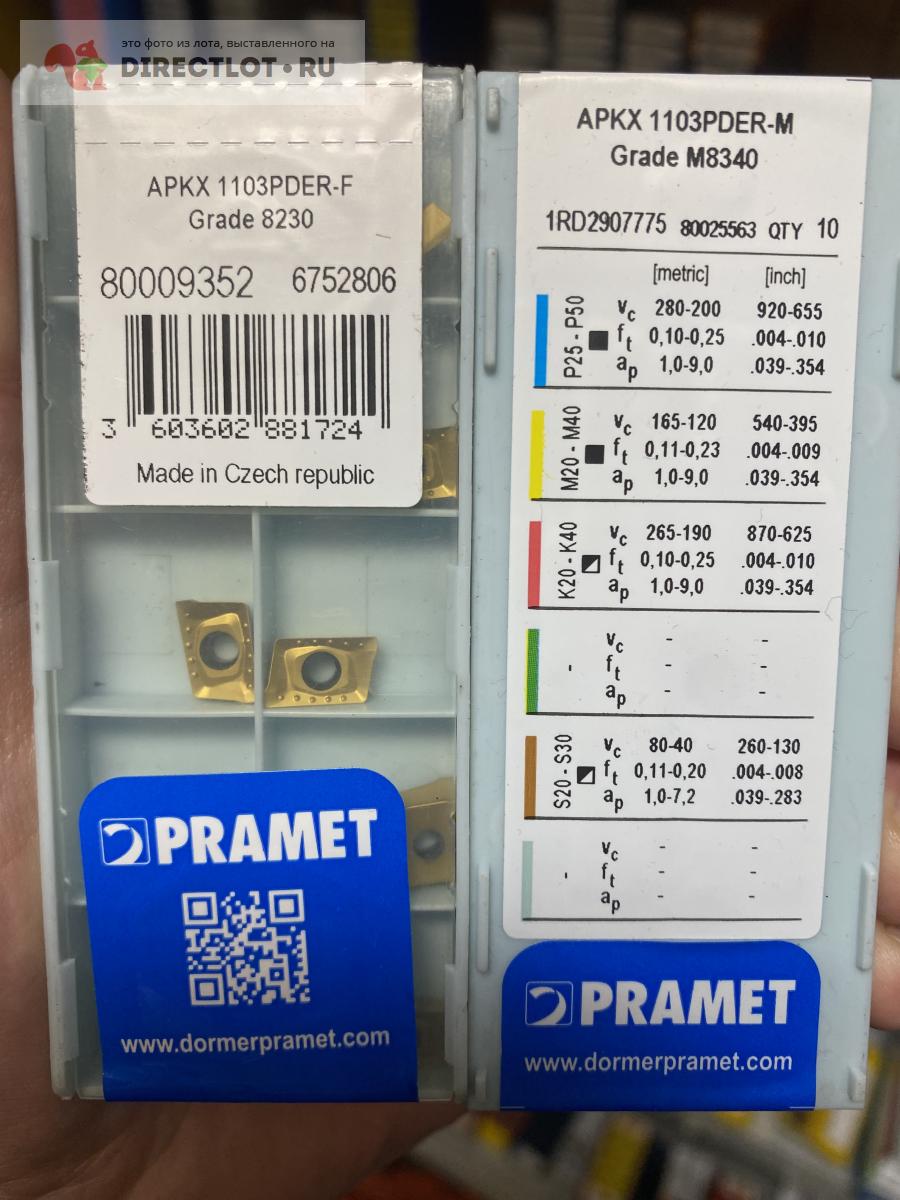 это фото из лота, выставленного на
DIRECTLOT•RU
APKX 1103PDER-F
Grade 8230
80009352 6752806
3 603602 881724
Made in Czech republic
PRAMET
www.dormerpramet.com
APKX 1103PDER-M
Grade M8340
1RD2907775 80025563 QTY 10
[metric] [inch]
P25 - P50
vc 280-200 920-655
ft 0,10-0,25 .004-.010
ap 1,0-9,0 .039-.354
M20 - M40
vc 165-120 540-395
ft 0,11-0,23 .004-.009
ap 1,0-9,0 .039-.354
K20 - K40
vc 265-190 870-625
ft 0,10-0,25 .004-.010
ap 1,0-9,0 .039-.354
-
vc - -
ft - -
ap - -
S20 - S30
vc 80-40 260-130
ft 0,11-0,20 .004-.008
ap 1,0-7,2 .039-.283
-
vc - -
ft - -
ap - -
PRAMET
www.dormerpramet.com